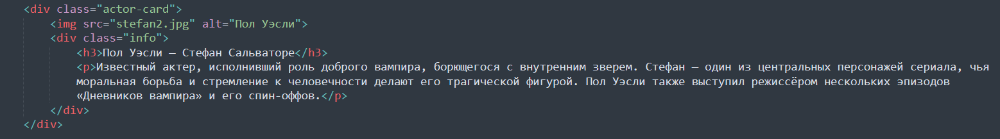 <div class="actor-card">
<img src="stefan2.jpg" alt="Пол Уэсли">
<div class="info">
<h3>Пол Уэсли — Стефан Сальваторе</h3>
<p>Известный актер, исполнивший роль доброго вампира, борющегося с внутренним зверем. Стефан — один из центральных персонажей сериала, чья
моральная борьба и стремление к человечности делают его трагической фигурой. Пол Уэсли также выступил режиссёром нескольких эпизодов
«Дневников вампира» и его спин-оффов.</p>
</div>
</div>